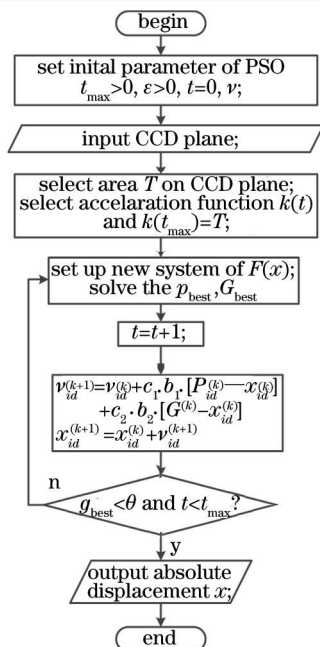 begin
set inital parameter of PSO
t_max>0, ε>0, t=0, ν;
input CCD plane;
select area T on CCD plane;
select accelaration function k(t)
and k(t_max)=T;
set up new system of F(x);
solve the p_best,G_best
t=t+1;
ν_id^(k+1)=ν_id^(k)+c_1·b_1·[P_id^(k)—x_id^(k)]
+c_2·b_2·[G^(k)−x_id^(k)]
x_id^(k+1)=x_id^(k)+ν_id^(k+1)
n
g_best<θ and t<t_max?
y
output absolute
displacement x;
end